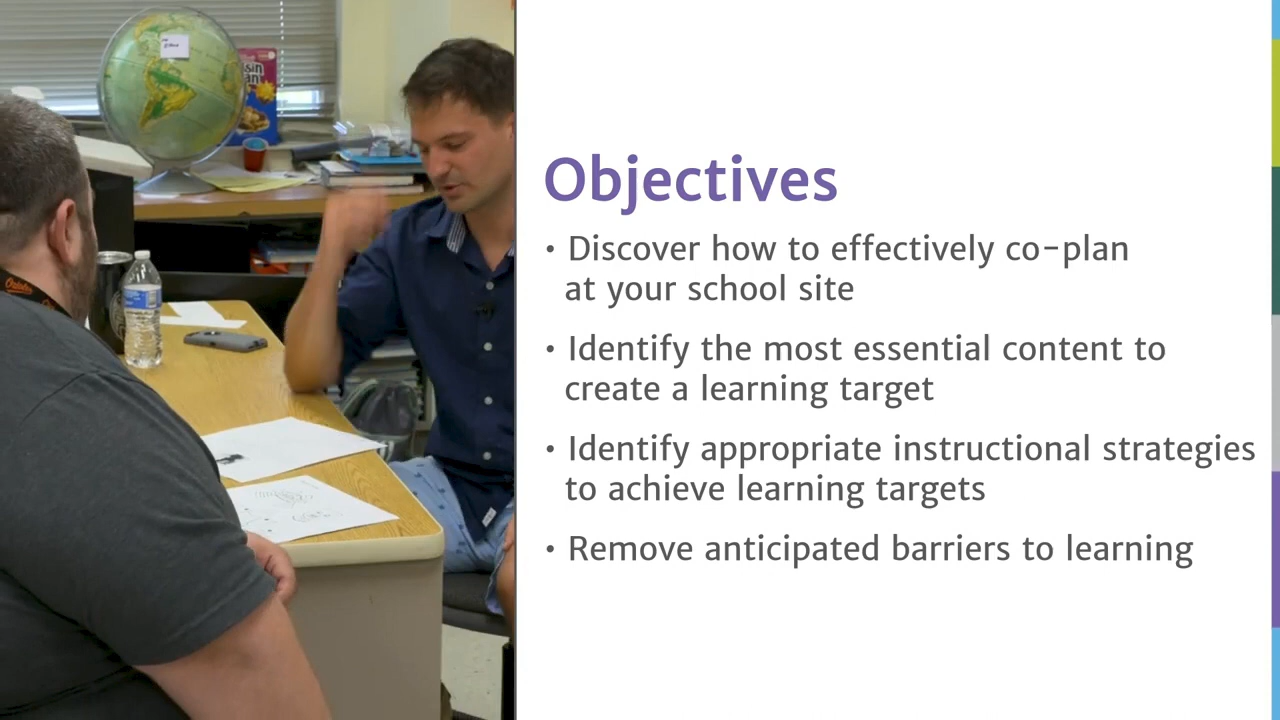 Objectives
• Discover how to effectively co-plan
at your school site
• Identify the most essential content to
create a learning target
• Identify appropriate instructional strategies
to achieve learning targets
• Remove anticipated barriers to learning
Orioles